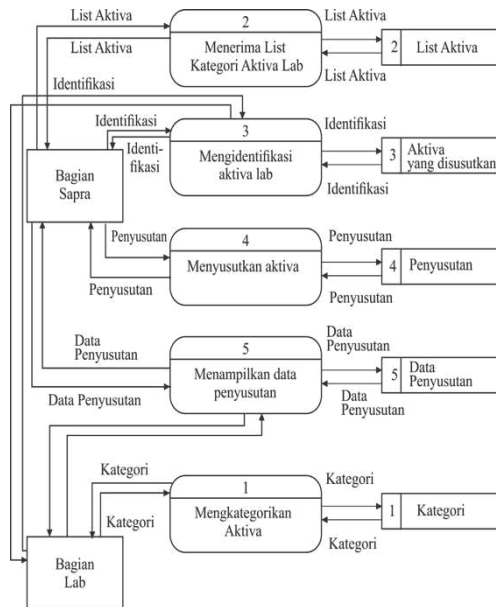 List Aktiva
2
Menerima List
Kategori Aktiva Lab
List Aktiva
List Aktiva
2
List Aktiva
List Aktiva
Identifikasi
Identifikasi
Identi-
fikasi
3
Mengidentifikasi
aktiva lab
Identifikasi
Identifikasi
3
Aktiva
yang disusutkan
Bagian
Sapra
Penyusutan
Penyusutan
4
Menyusutkan aktiva
Penyusutan
Penyusutan
4
Penyusutan
Data
Penyusutan
Data Penyusutan
5
Menampilkan data
penyusutan
Data
Penyusutan
Data
Penyusutan
5
Data
Penyusutan
Kategori
Kategori
1
Mengkategorikan
Aktiva
Kategori
Kategori
1
Kategori
Bagian
Lab